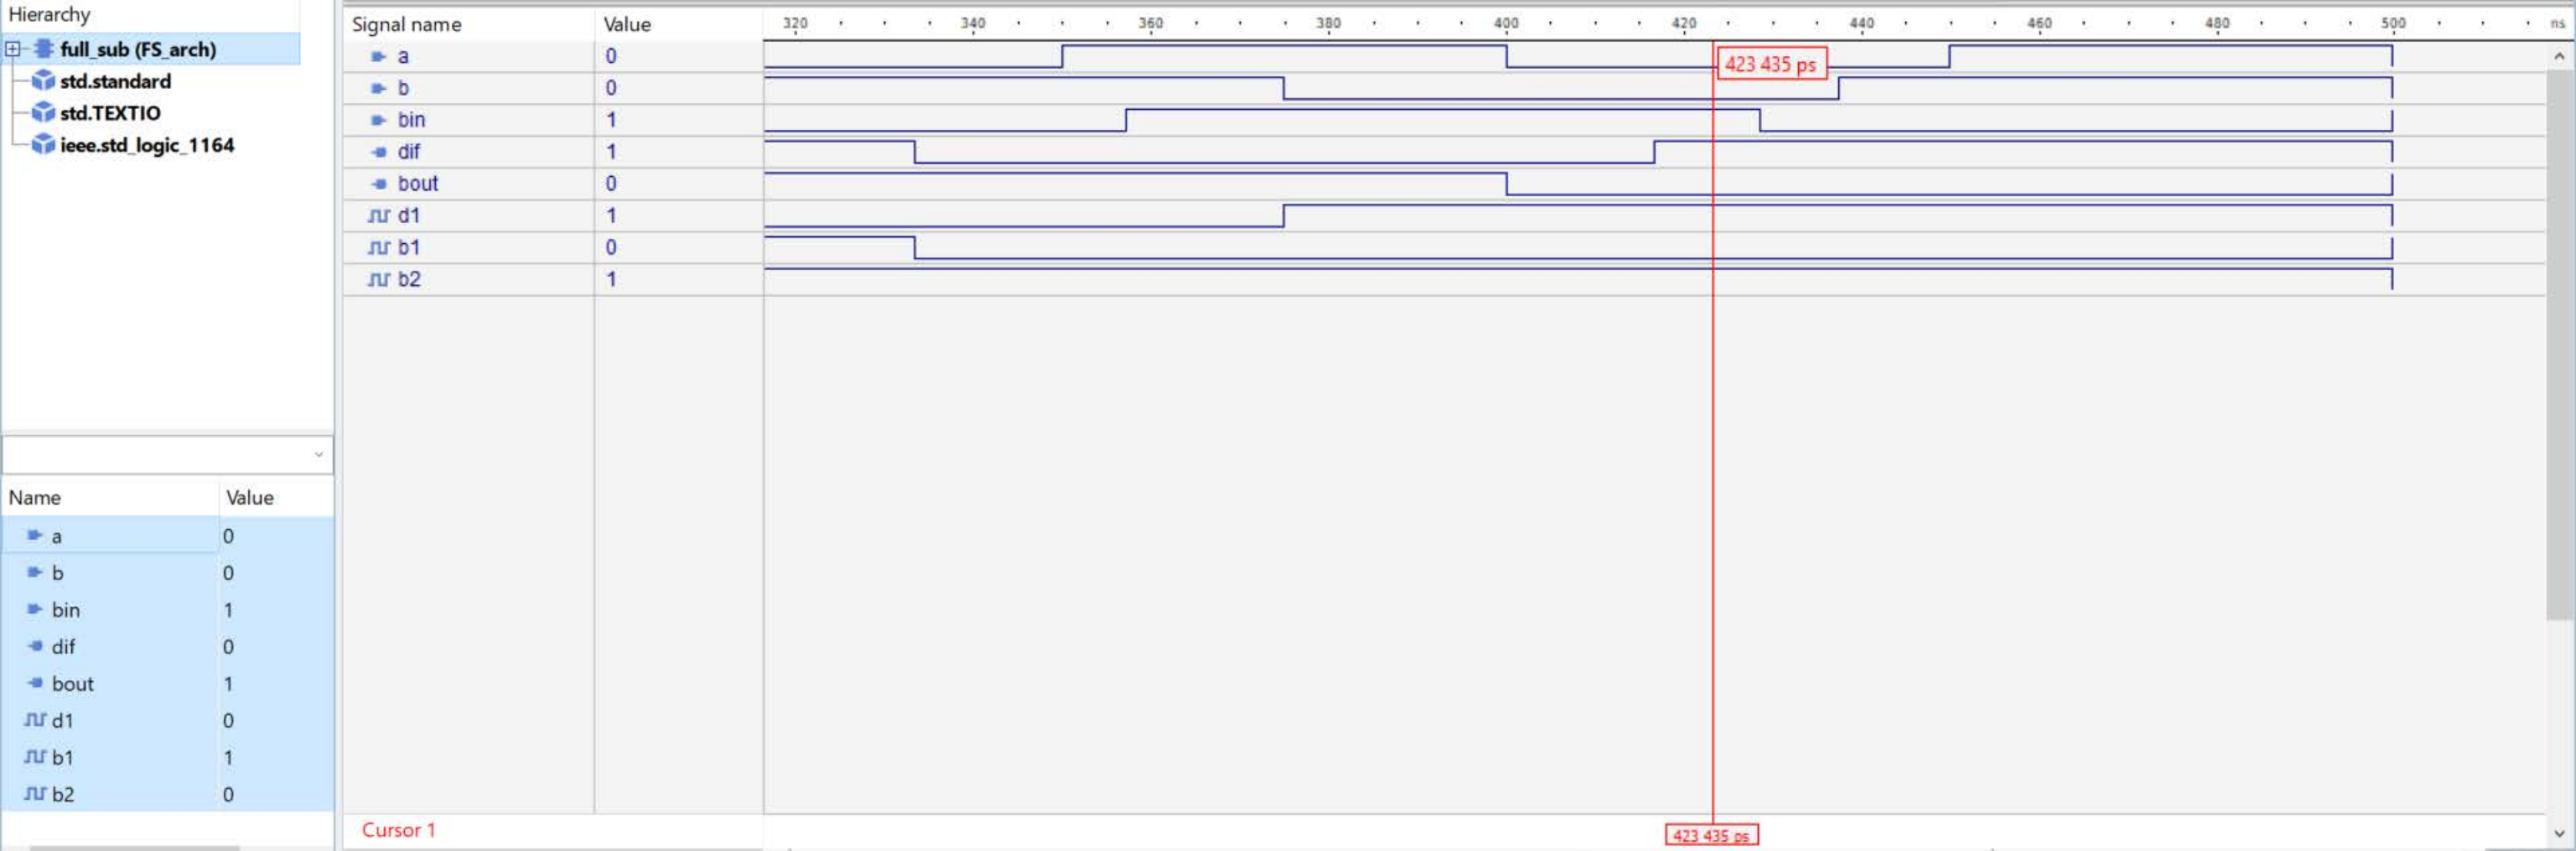 Hierarchy
full_sub (FS_arch)
std.standard
std.TEXTIO
ieee.std_logic_1164
Name Value
a 0
b 0
bin 1
dif 0
bout 1
d1 0
b1 1
b2 0
Signal name Value 320 340 360 380 400 420 440 460 480 500 ns
a 0
423 435 ps
b 0
bin 1
dif 1
bout 0
d1 1
b1 0
b2 1
Cursor 1
423 435 ps